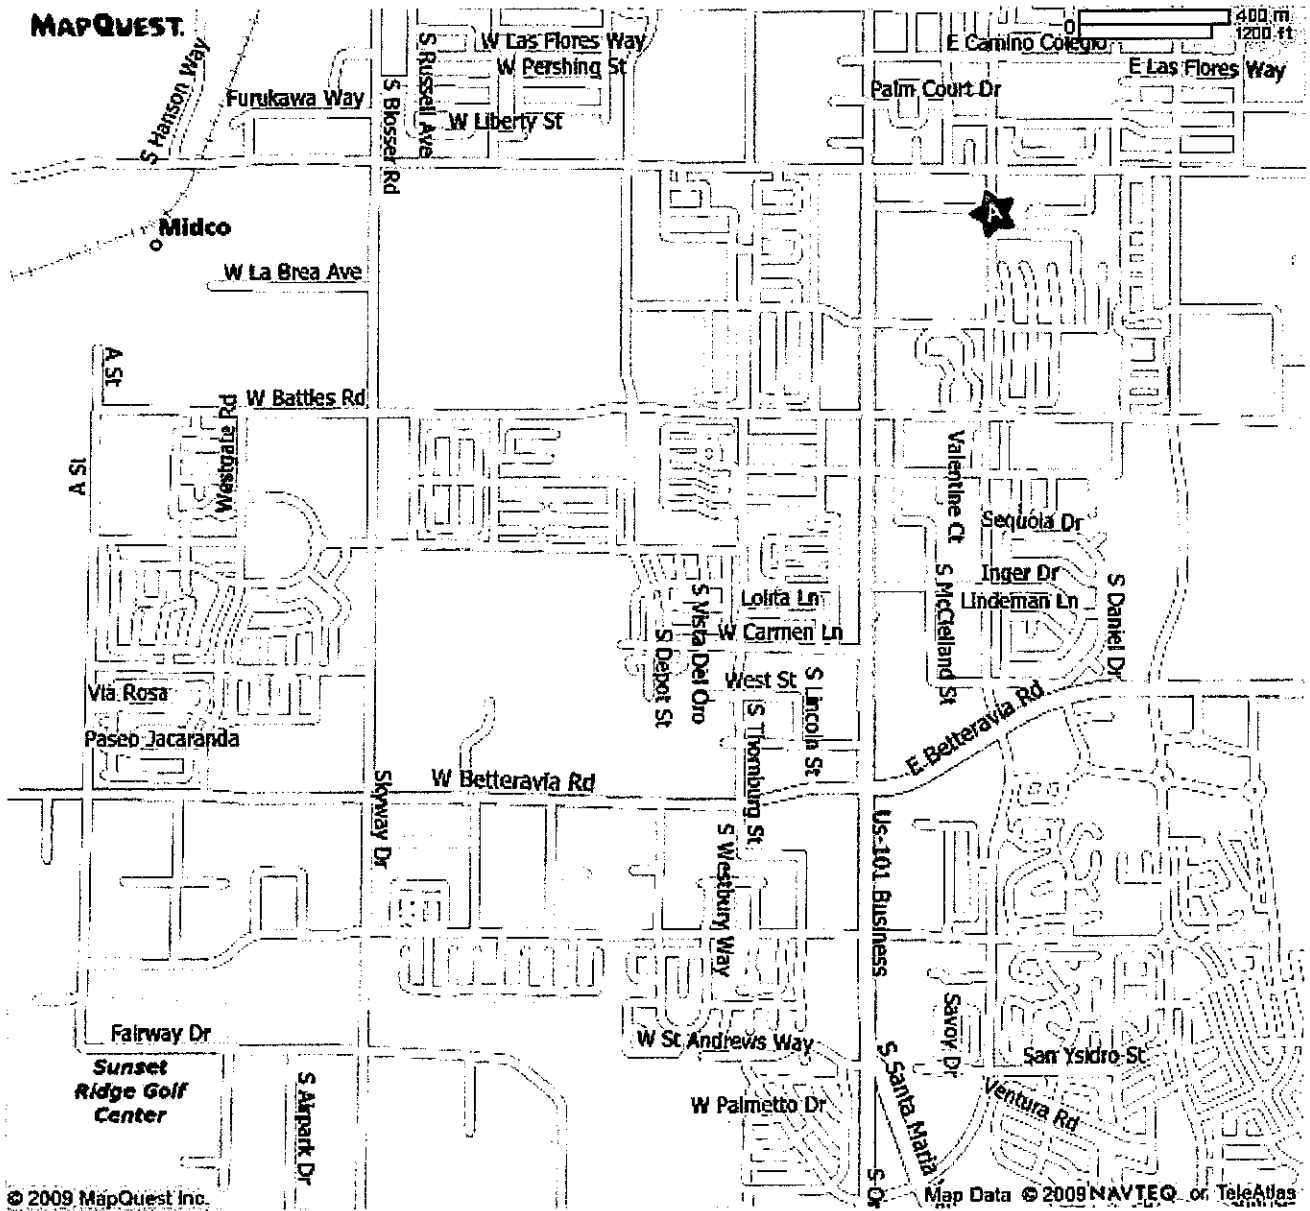 MAPQUEST.
0
400 m
1200 ft
S Hanson Way
S Russell Ave
W Las Flores Way
E Camino Colegio
W Pershing St
E Las Flores Way
Furukawa Way
S Blosser Rd
Palm Court Dr
W Liberty St
A
Midco
W La Brea Ave
A St
W Battles Rd
Westgate Rd
Valentine Ct
A St
Sequoia Dr
Inger Dr
S Daniel Dr
Lolita Ln
Lindeman Ln
S Vista Del Oro
S McClelland St
W Carmen Ln
S Depot St
West St
S Lincoln St
Via Rosa
S Thornburg St
E Betteravia Rd
Paseo Jacaranda
W Betteravia Rd
Skyway Dr
S Westbury Way
Us-101 Business
Savoy Dr
Fairway Dr
W St Andrews Way
San Ysidro St
Sunset
Ridge Golf
Center
S Airpark Dr
S Santa Maria
Ventura Rd
W Palmetto Dr
S Or
© 2009 MapQuest Inc.
Map Data © 2009 NAVTEQ or TeleAtlas